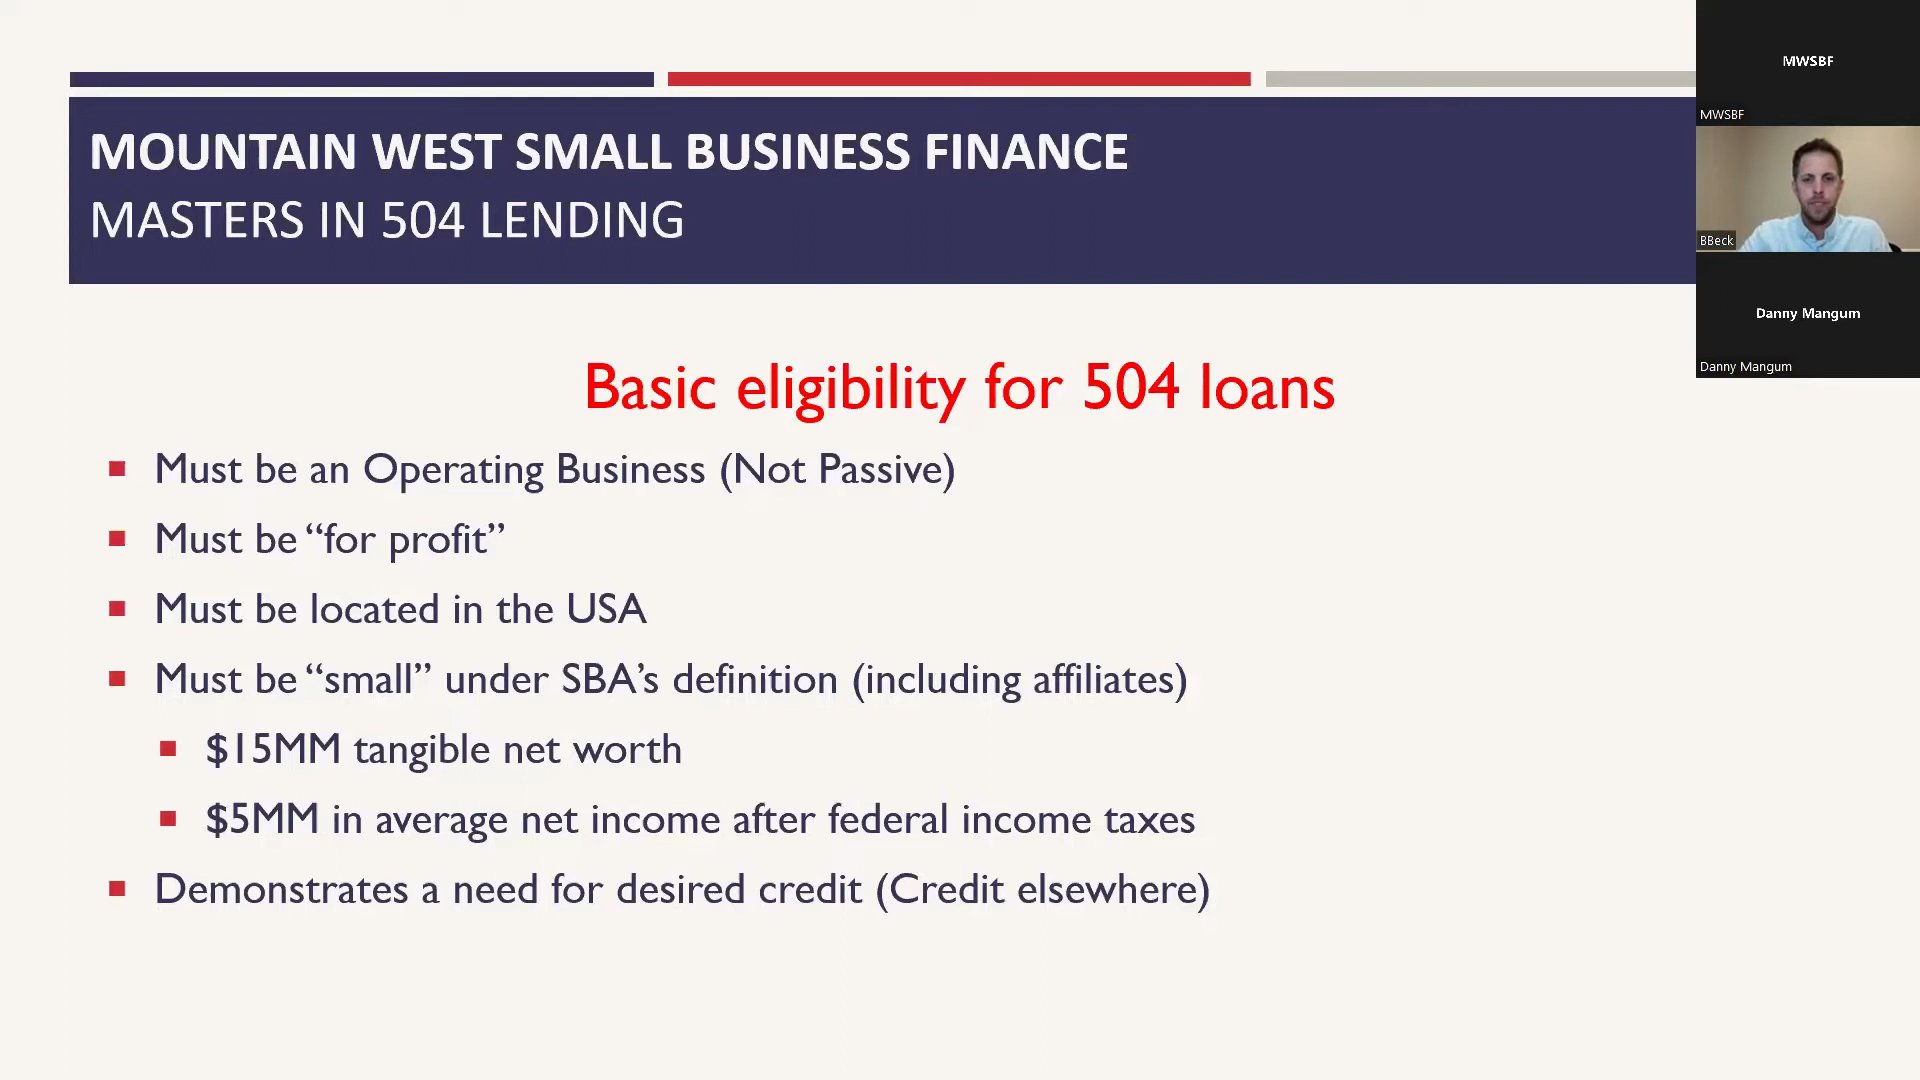 MOUNTAIN WEST SMALL BUSINESS FINANCE
MASTERS IN 504 LENDING
Basic eligibility for 504 loans
Must be an Operating Business (Not Passive)
Must be “for profit”
Must be located in the USA
Must be “small” under SBA’s definition (including affiliates)
$15MM tangible net worth
$5MM in average net income after federal income taxes
Demonstrates a need for desired credit (Credit elsewhere)
MWSBF
MWSBF
BBeck
Danny Mangum
Danny Mangum